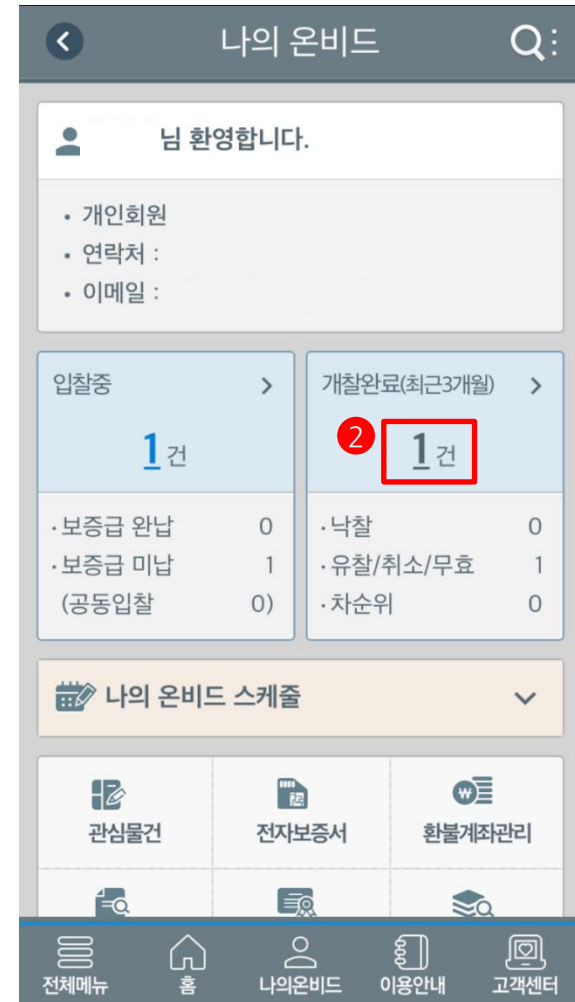 나의 온비드
님 환영합니다.
• 개인회원
• 연락처 :
• 이메일 :
입찰중
1 건
·보증급 완납 0
·보증급 미납 1
(공동입찰 0)
개찰완료(최근3개월)
2
1 건
·낙찰 0
·유찰/취소/무효 1
·차순위 0
나의 온비드 스케줄
관심물건 전자보증서 환불계좌관리
전체메뉴 홈 나의온비드 이용안내 고객센터